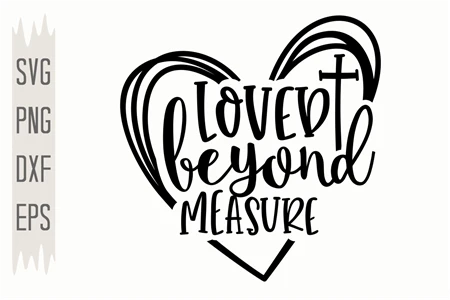 SVG
PNG
DXF
EPS
LOVED
beyond
MEASURE